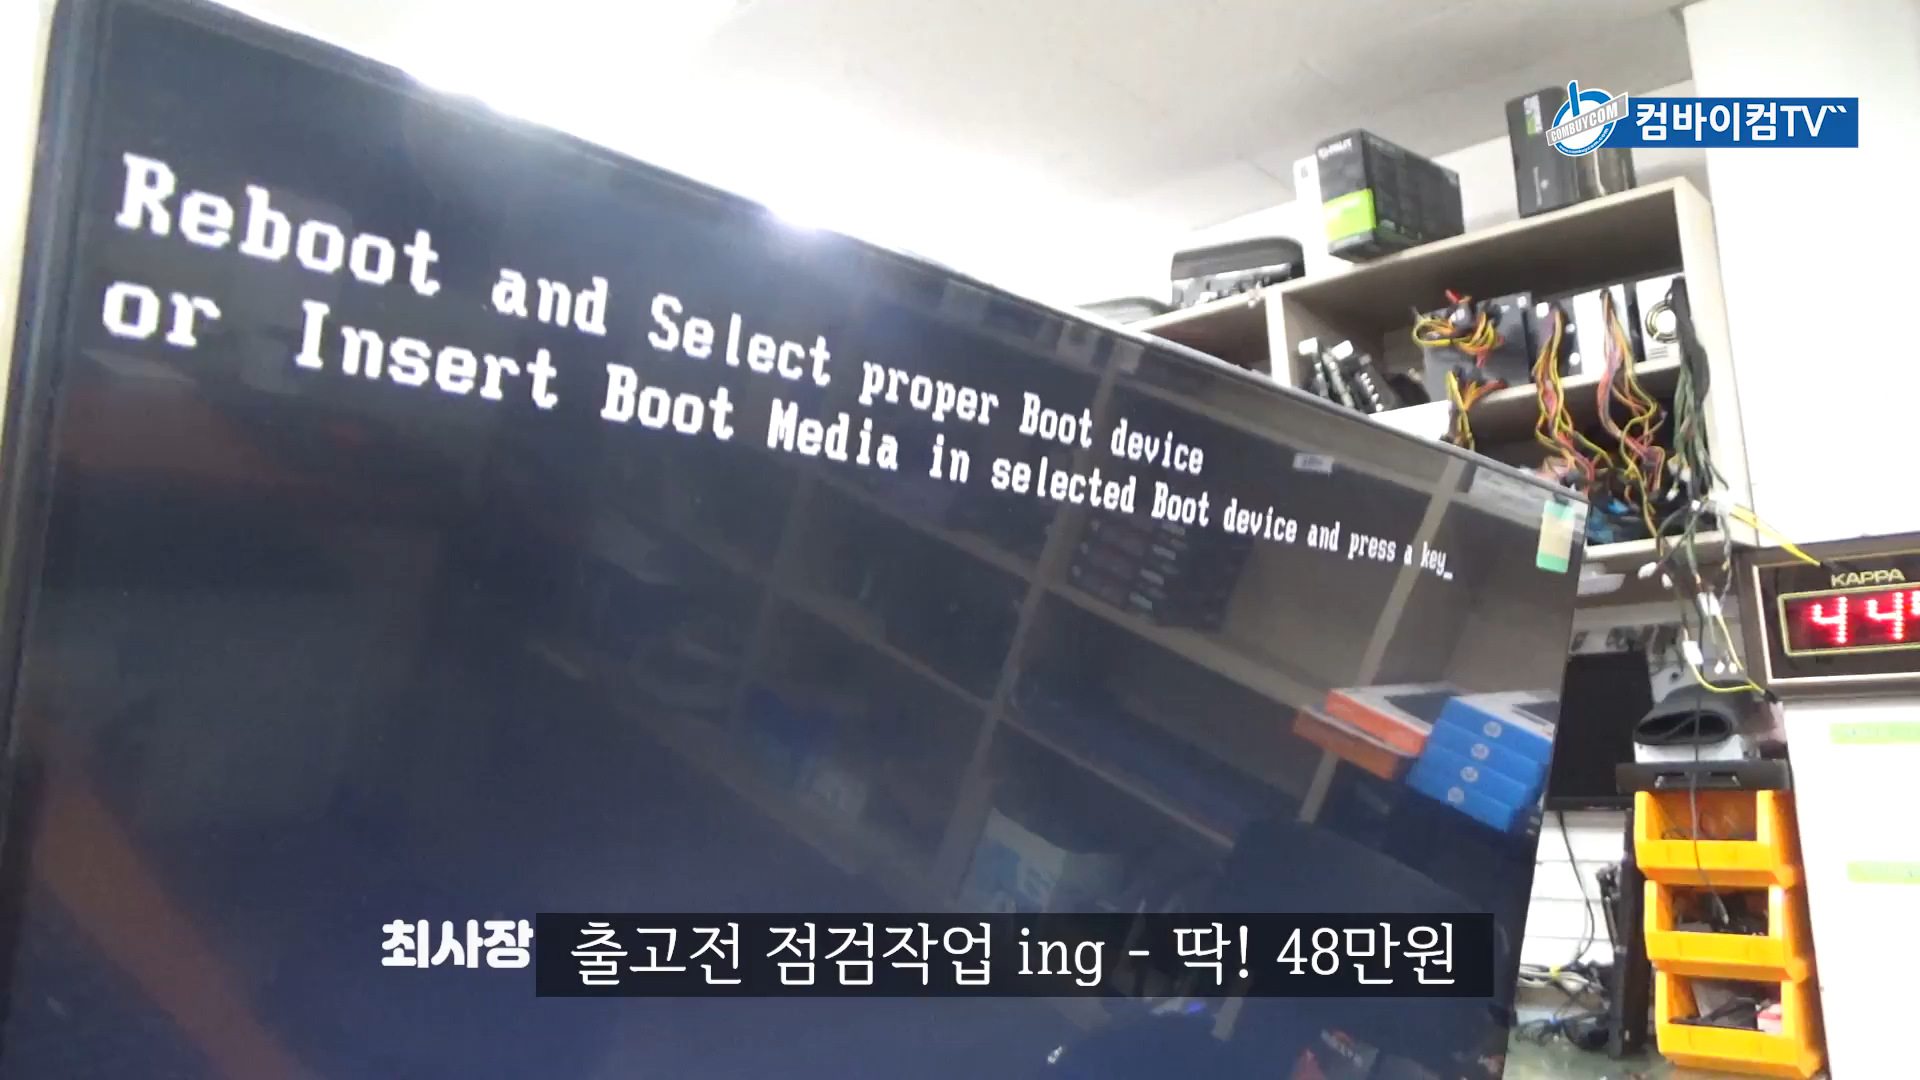 COMBUYCOM
컴바이컴TV
Reboot and Select proper Boot device
or Insert Boot Media in selected Boot device and press a key_
KAPPA
44
최사장
출고전 점검작업 ing - 딱! 48만원